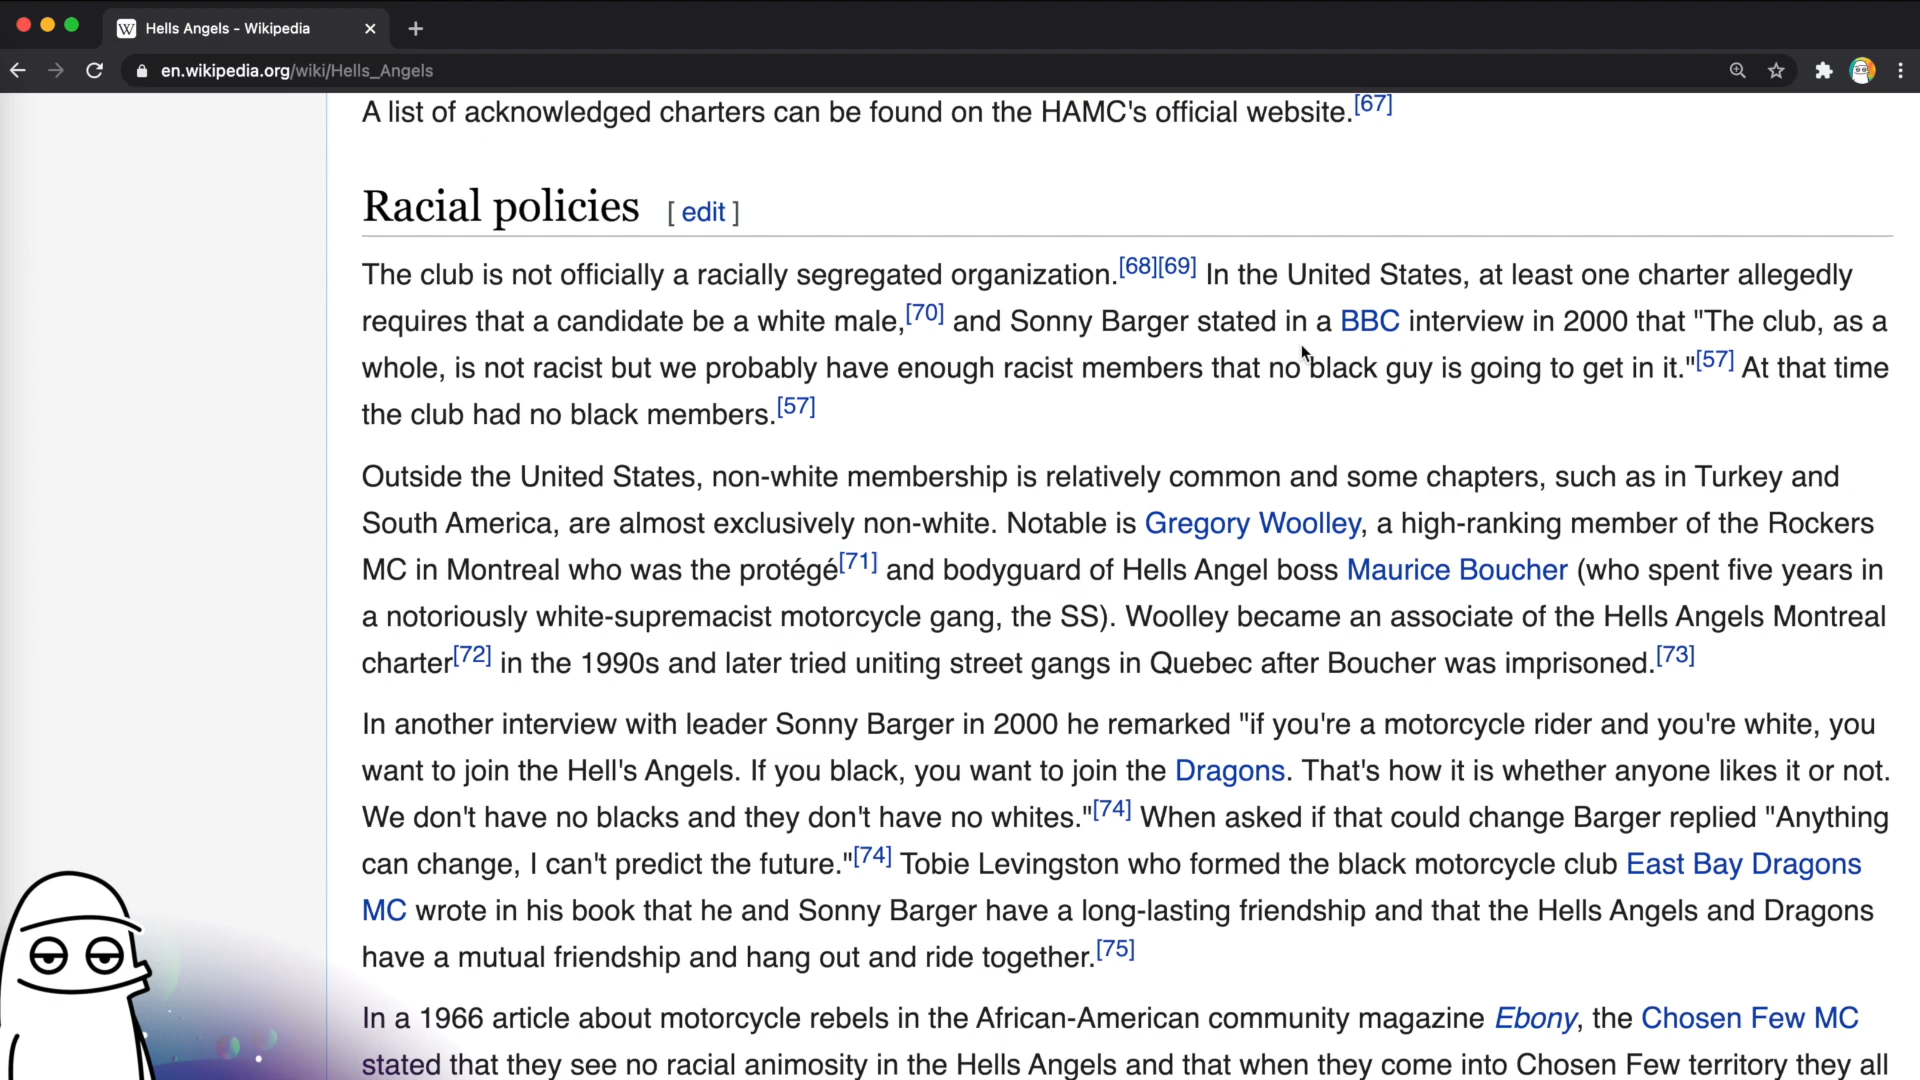 W Hells Angels - Wikipedia
en.wikipedia.org/wiki/Hells_Angels
A list of acknowledged charters can be found on the HAMC's official website.[67]
Racial policies [ edit ]
The club is not officially a racially segregated organization.[68][69] In the United States, at least one charter allegedly
requires that a candidate be a white male,[70] and Sonny Barger stated in a BBC interview in 2000 that "The club, as a
whole, is not racist but we probably have enough racist members that no black guy is going to get in it."[57] At that time
the club had no black members.[57]
Outside the United States, non-white membership is relatively common and some chapters, such as in Turkey and
South America, are almost exclusively non-white. Notable is Gregory Woolley, a high-ranking member of the Rockers
MC in Montreal who was the protégé[71] and bodyguard of Hells Angel boss Maurice Boucher (who spent five years in
a notoriously white-supremacist motorcycle gang, the SS). Woolley became an associate of the Hells Angels Montreal
charter[72] in the 1990s and later tried uniting street gangs in Quebec after Boucher was imprisoned.[73]
In another interview with leader Sonny Barger in 2000 he remarked "if you're a motorcycle rider and you're white, you
want to join the Hell's Angels. If you black, you want to join the Dragons. That's how it is whether anyone likes it or not.
We don't have no blacks and they don't have no whites."[74] When asked if that could change Barger replied "Anything
can change, I can't predict the future."[74] Tobie Levingston who formed the black motorcycle club East Bay Dragons
MC wrote in his book that he and Sonny Barger have a long-lasting friendship and that the Hells Angels and Dragons
have a mutual friendship and hang out and ride together.[75]
In a 1966 article about motorcycle rebels in the African-American community magazine Ebony, the Chosen Few MC
stated that they see no racial animosity in the Hells Angels and that when they come into Chosen Few territory they all